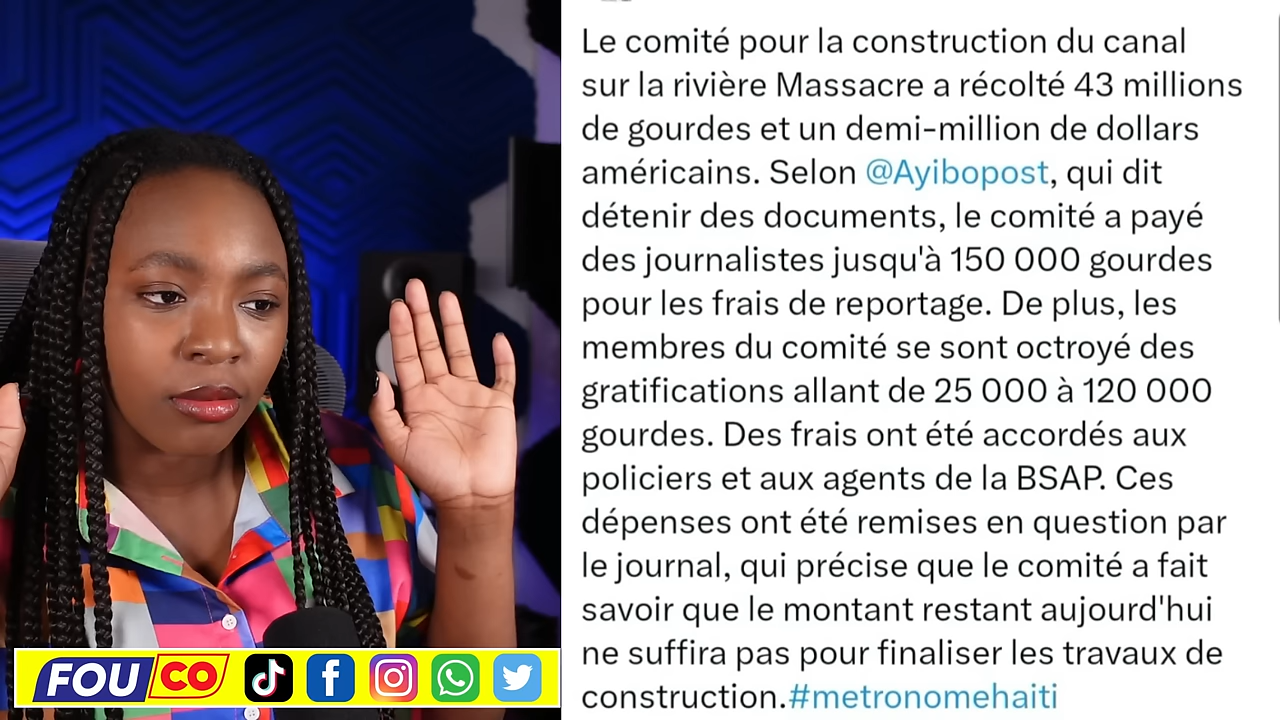 Le comité pour la construction du canal
sur la rivière Massacre a récolté 43 millions
de gourdes et un demi-million de dollars
américains. Selon @Ayibopost, qui dit
détenir des documents, le comité a payé
des journalistes jusqu'à 150 000 gourdes
pour les frais de reportage. De plus, les
membres du comité se sont octroyé des
gratifications allant de 25 000 à 120 000
gourdes. Des frais ont été accordés aux
policiers et aux agents de la BSAP. Ces
dépenses ont été remises en question par
le journal, qui précise que le comité a fait
savoir que le montant restant aujourd'hui
ne suffira pas pour finaliser les travaux de
construction.#metronomehaiti
FOUCO